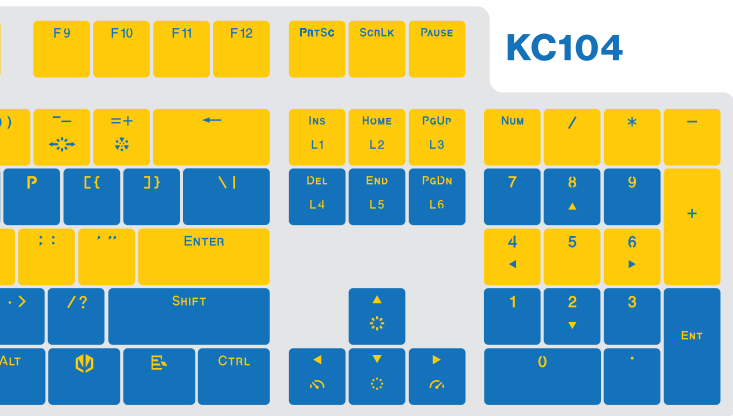 F9 F10 F11 F12 PRTSC SCRLK PAUSE
KC104
) -- =+ ← INS HOME PGUP NUM / * -
L1 L2 L3
P [{ ]} \| DEL END PGDN 7 8 9 +
L4 L5 L6
;: '" ENTER 4 5 6
.> /? SHIFT 1 2 3
ENT
ALT CTRL 0 .